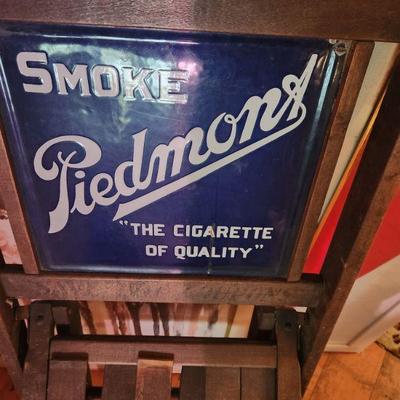 SMOKE
Piedmont
"THE CIGARETTE
OF QUALITY"